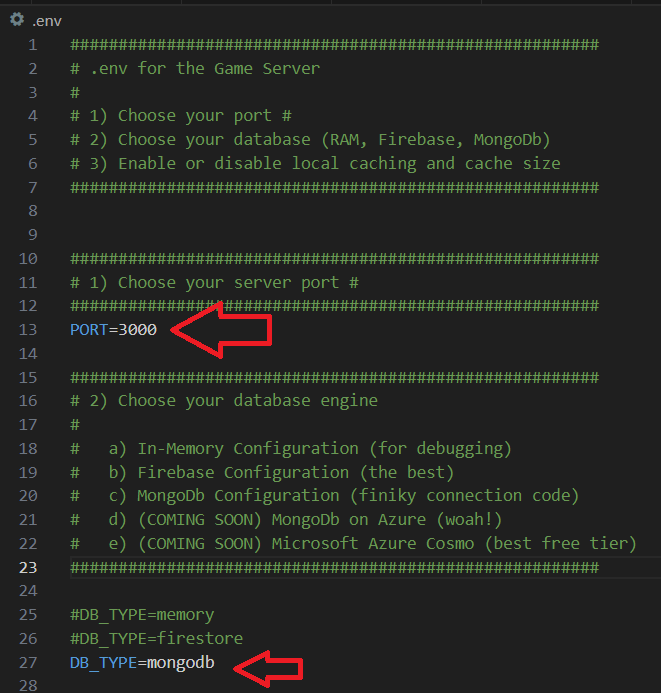 .env
1 #######################################################
2 # .env for the Game Server
3 #
4 # 1) Choose your port #
5 # 2) Choose your database (RAM, Firebase, MongoDb)
6 # 3) Enable or disable local caching and cache size
7 #######################################################
8
9
10 #######################################################
11 # 1) Choose your server port #
12 #######################################################
13 PORT=3000
14
15 #######################################################
16 # 2) Choose your database engine
17 #
18 #   a) In-Memory Configuration (for debugging)
19 #   b) Firebase Configuration (the best)
20 #   c) MongoDb Configuration (finiky connection code)
21 #   d) (COMING SOON) MongoDb on Azure (woah!)
22 #   e) (COMING SOON) Microsoft Azure Cosmo (best free tier)
23 #######################################################
24
25 #DB_TYPE=memory
26 #DB_TYPE=firestore
27 DB_TYPE=mongodb
28